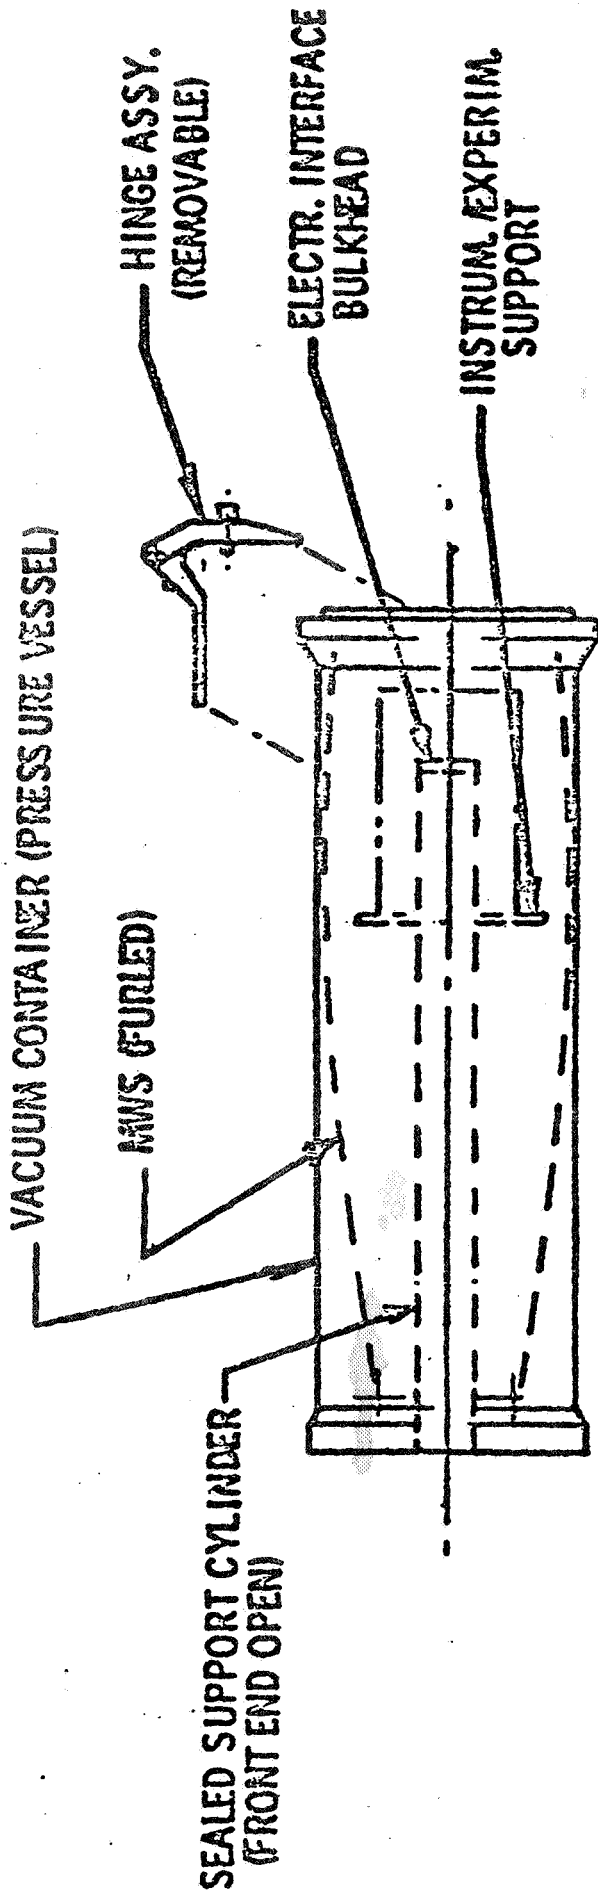 VACUUM CONTAINER (PRESSURE VESSEL)
MWS (FURLED)
SEALED SUPPORT CYLINDER
(FRONT END OPEN)
HINGE ASSY.
(REMOVABLE)
ELECTR. INTERFACE
BULKHEAD
INSTRUM./EXPERIM.
SUPPORT